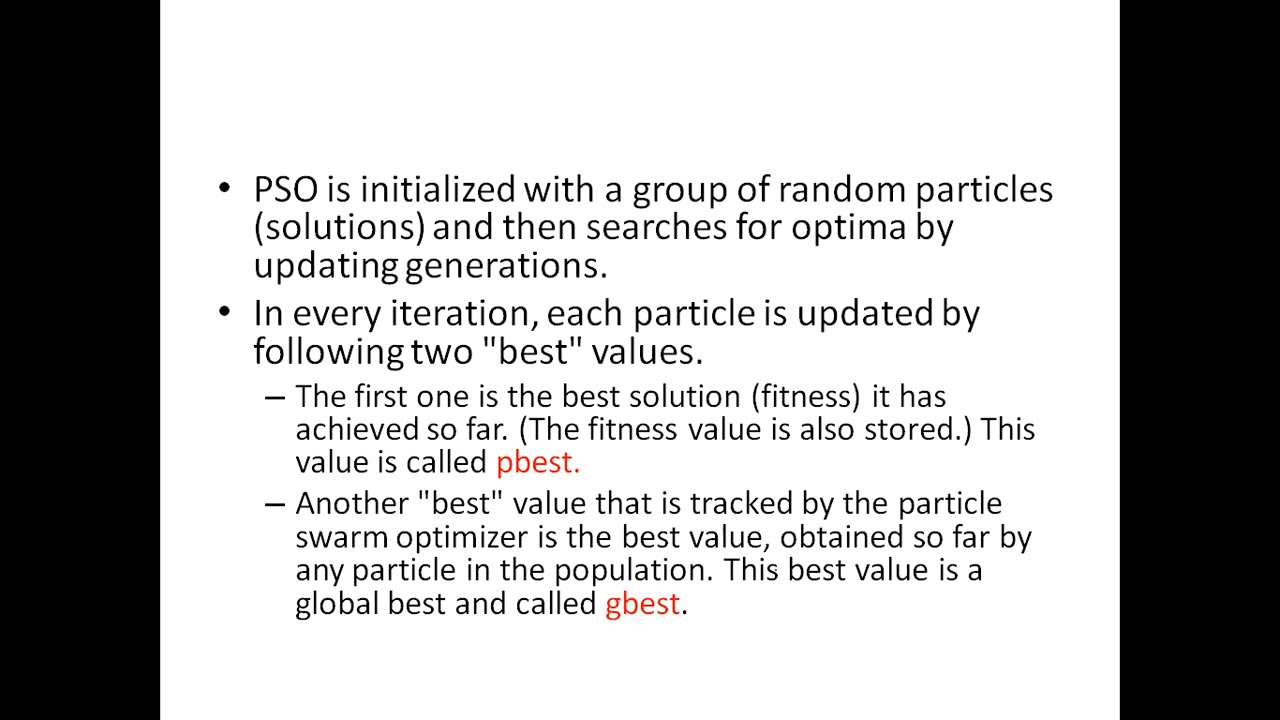 • PSO is initialized with a group of random particles
(solutions) and then searches for optima by
updating generations.
• In every iteration, each particle is updated by
following two "best" values.
– The first one is the best solution (fitness) it has
achieved so far. (The fitness value is also stored.) This
value is called pbest.
– Another "best" value that is tracked by the particle
swarm optimizer is the best value, obtained so far by
any particle in the population. This best value is a
global best and called gbest.